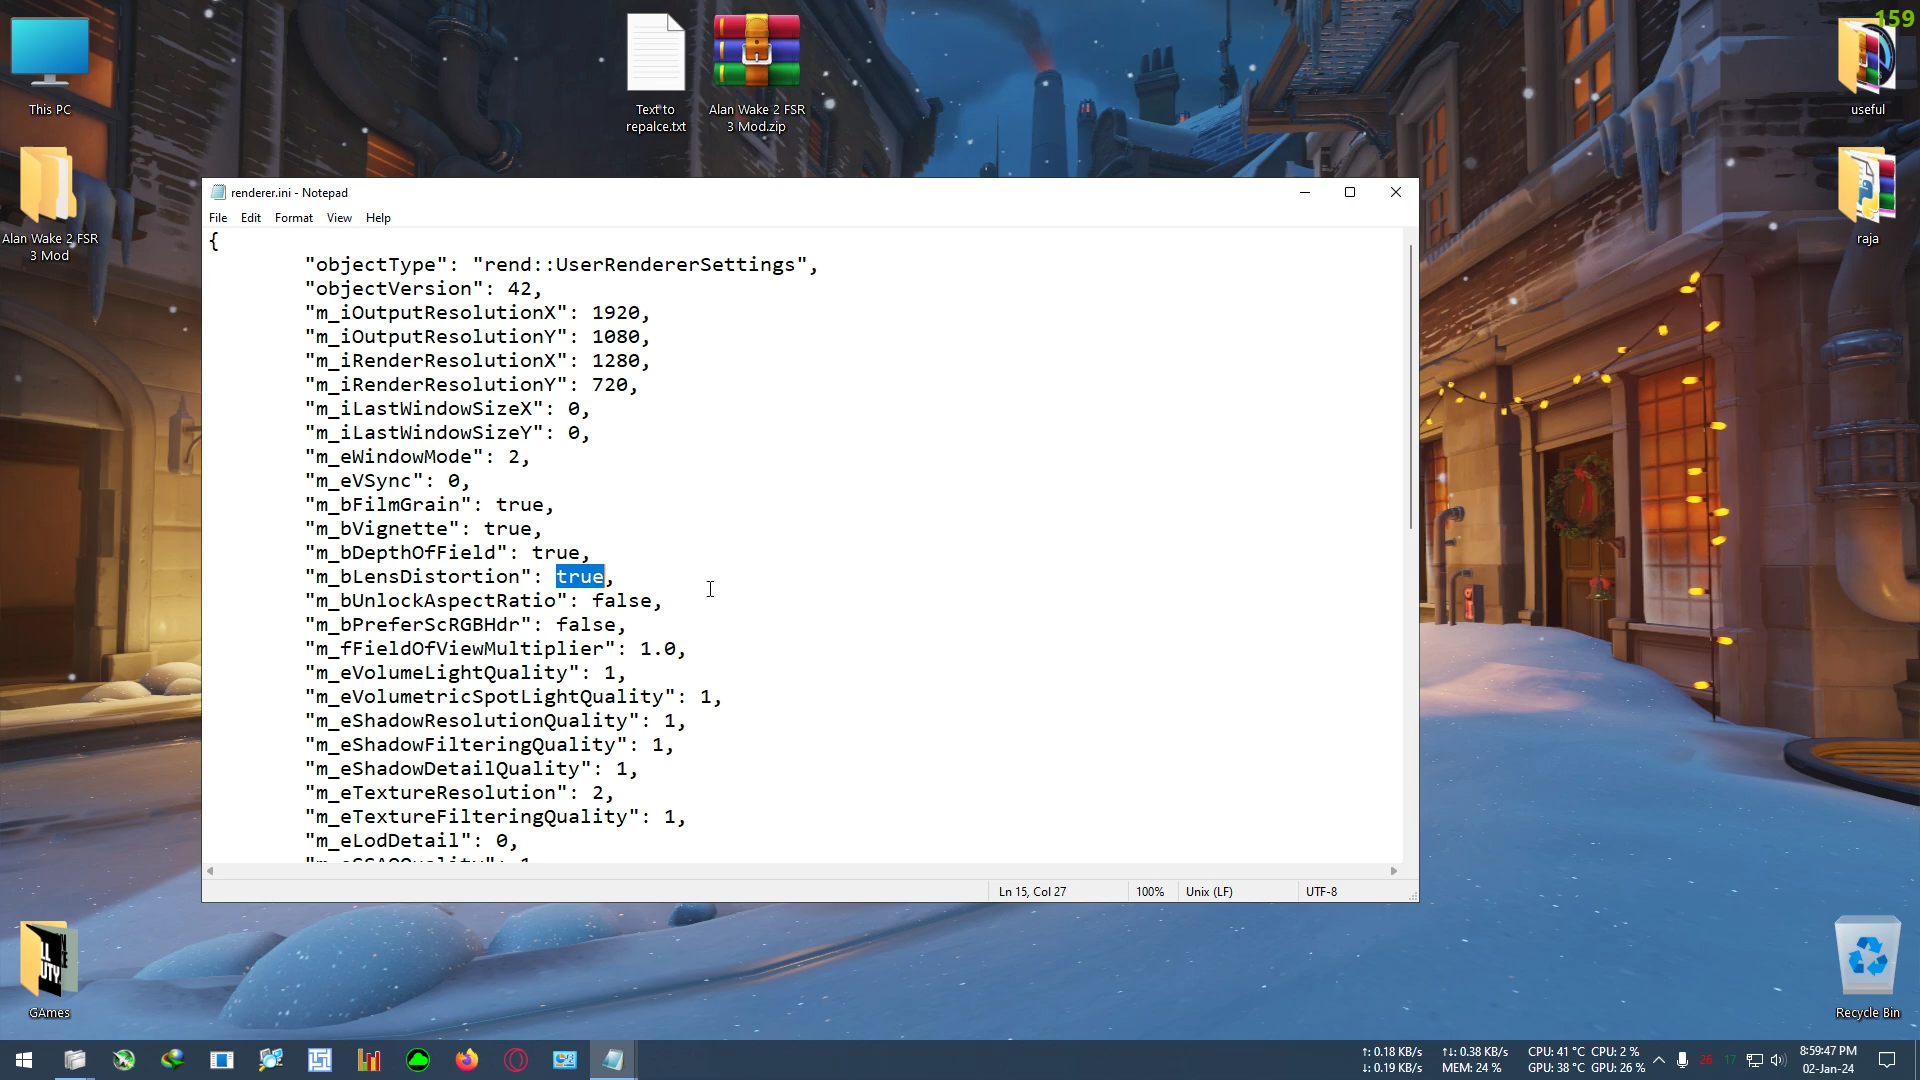 159
This PC
Text to
repalce.txt
Alan Wake 2 FSR
3 Mod.zip
useful
Alan Wake 2 FSR
3 Mod
raja
renderer.ini - Notepad
File Edit Format View Help
{
"objectType": "rend::UserRendererSettings",
"objectVersion": 42,
"m_iOutputResolutionX": 1920,
"m_iOutputResolutionY": 1080,
"m_iRenderResolutionX": 1280,
"m_iRenderResolutionY": 720,
"m_iLastWindowSizeX": 0,
"m_iLastWindowSizeY": 0,
"m_eWindowMode": 2,
"m_eVSync": 0,
"m_bFilmGrain": true,
"m_bVignette": true,
"m_bDepthOfField": true,
"m_bLensDistortion": true,
"m_bUnlockAspectRatio": false,
"m_bPreferScRGBHdr": false,
"m_fFieldOfViewMultiplier": 1.0,
"m_eVolumeLightQuality": 1,
"m_eVolumetricSpotLightQuality": 1,
"m_eShadowResolutionQuality": 1,
"m_eShadowFilteringQuality": 1,
"m_eShadowDetailQuality": 1,
"m_eTextureResolution": 2,
"m_eTextureFilteringQuality": 1,
"m_eLodDetail": 0,
"m_eSSAOQuality": 1
Ln 15, Col 27 100% Unix (LF) UTF-8
GAmes
Recycle Bin
↑: 0.18 KB/s ↑↓: 0.38 KB/s CPU: 41 °C CPU: 2 %
↓: 0.19 KB/s MEM: 24 % GPU: 38 °C GPU: 26 %
26 17
8:59:47 PM
02-Jan-24